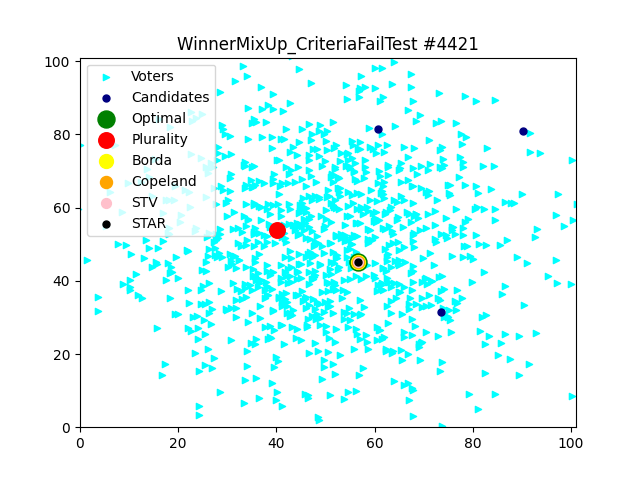 WinnerMixUp_CriteriaFailTest #4421
100
80
60
40
20
0
0
20
40
60
80
100
Voters
Candidates
Optimal
Plurality
Borda
Copeland
STV
STAR